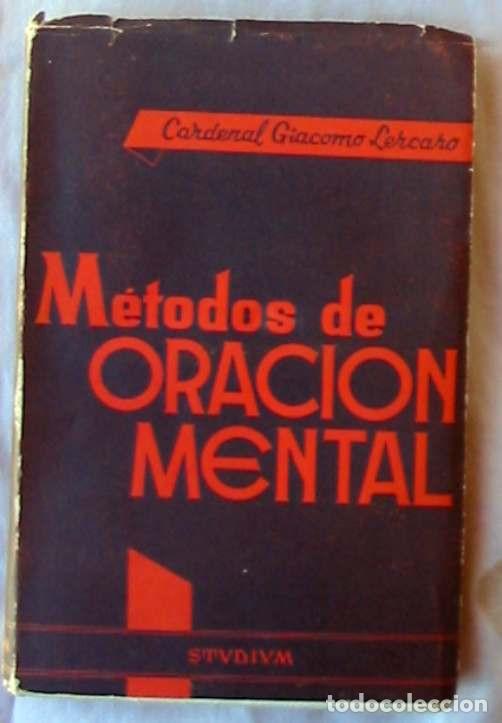 Cardenal Giacomo Lercaro
Métodos de
ORACION
MENTAL
STVDIVM
todocoleccion